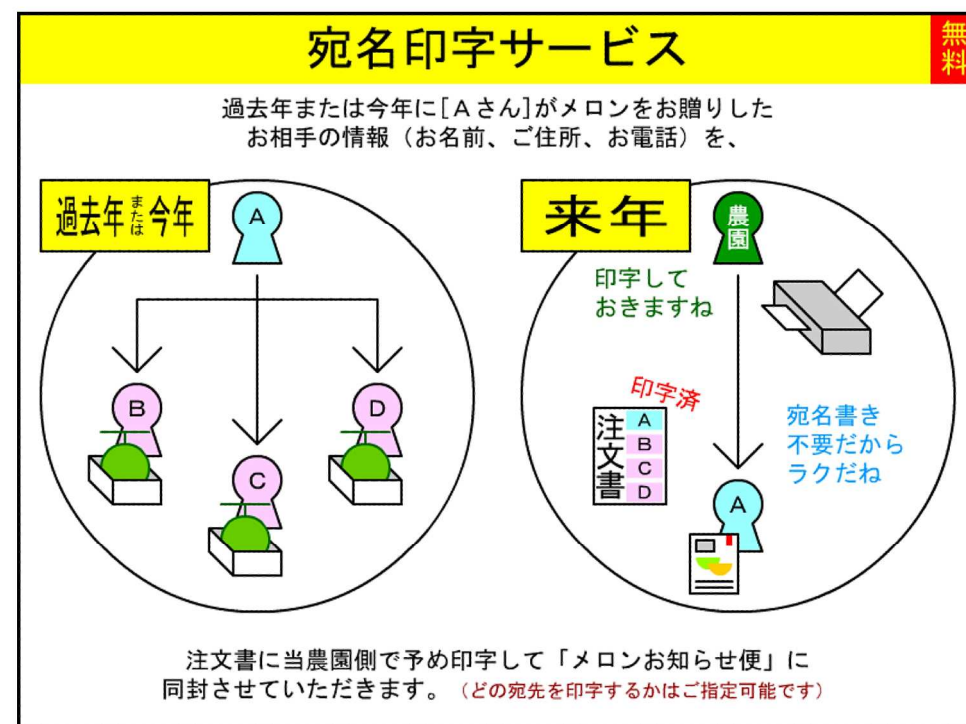 宛名印字サービス
無料
過去年または今年に[Aさん]がメロンをお贈りした
お相手の情報（お名前、ご住所、お電話）を、
過去年または今年
A
B
C
D
来年
農園
印字して
おきますね
印字済
注文書
A
B
C
D
宛名書き
不要だから
ラクだね
A
注文書に当農園側で予め印字して「メロンお知らせ便」に
同封させていただきます。（どの宛先を印字するかはご指定可能です）